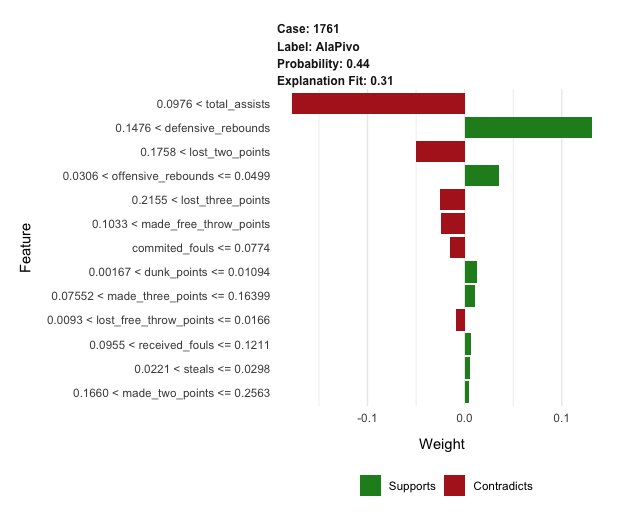 Case: 1761
Label: AlaPivo
Probability: 0.44
Explanation Fit: 0.31
0.0976 < total_assists
0.1476 < defensive_rebounds
0.1758 < lost_two_points
0.0306 < offensive_rebounds <= 0.0499
0.2155 < lost_three_points
0.1033 < made_free_throw_points
commited_fouls <= 0.0774
0.00167 < dunk_points <= 0.01094
0.07552 < made_three_points <= 0.16399
0.0093 < lost_free_throw_points <= 0.0166
0.0955 < received_fouls <= 0.1211
0.0221 < steals <= 0.0298
0.1660 < made_two_points <= 0.2563
Feature
-0.1 0.0 0.1
Weight
Supports Contradicts